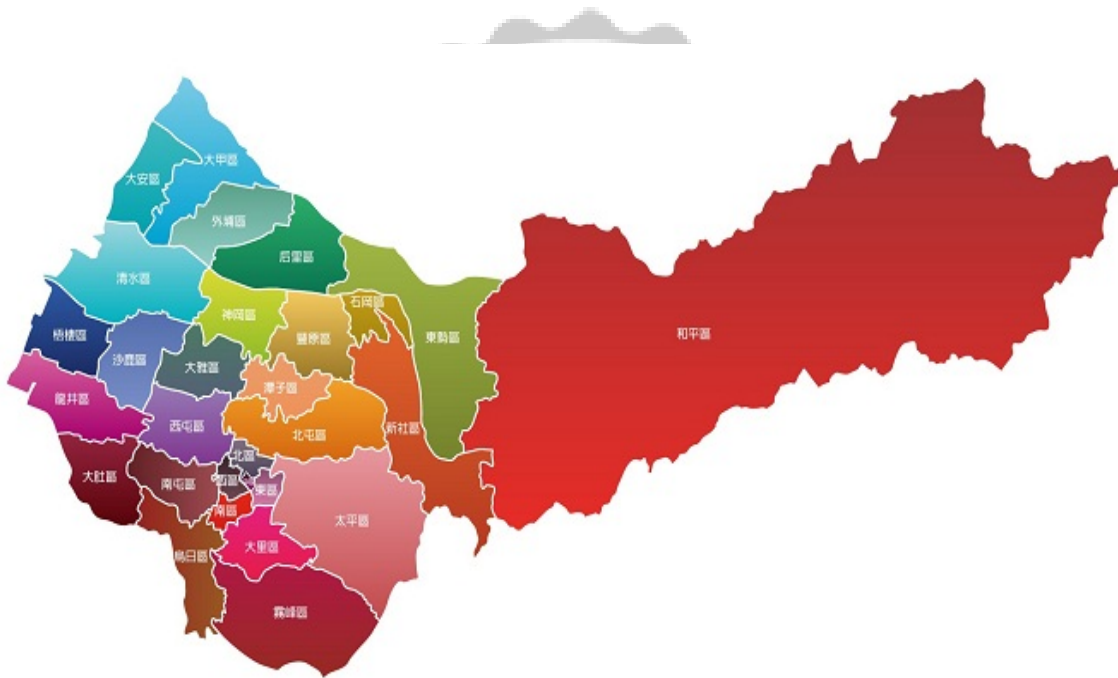 大甲區
大安區
外埔區
后里區
清水區
石岡區
神岡區
梧棲區
豐原區
東勢區
和平區
沙鹿區
大雅區
潭子區
龍井區
西屯區
北屯區
新社區
北區
大肚區
南屯區
西區
東區
南區
太平區
大里區
烏日區
霧峰區